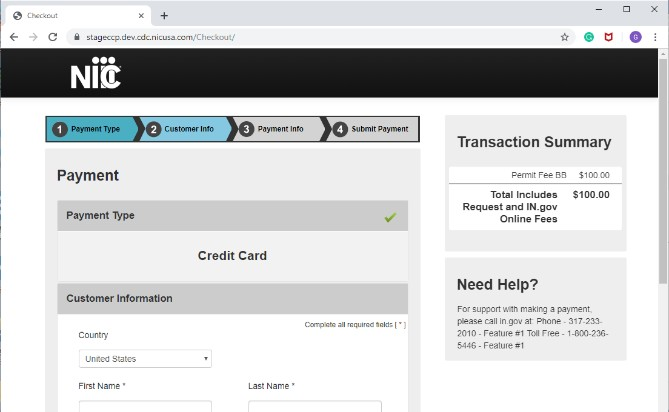 Checkout
stageccp.dev.cdc.nicusa.com/Checkout/
G
NIC
1 Payment Type 2 Customer Info 3 Payment Info 4 Submit Payment
Payment
Payment Type
Credit Card
Customer Information
Complete all required fields [ * ]
Country
United States
First Name * Last Name *
Transaction Summary
Permit Fee BB $100.00
Total Includes $100.00
Request and IN.gov
Online Fees
Need Help?
For support with making a payment,
please call in.gov at: Phone - 317-233-
2010 - Feature #1 Toll Free - 1-800-236-
5446 - Feature #1